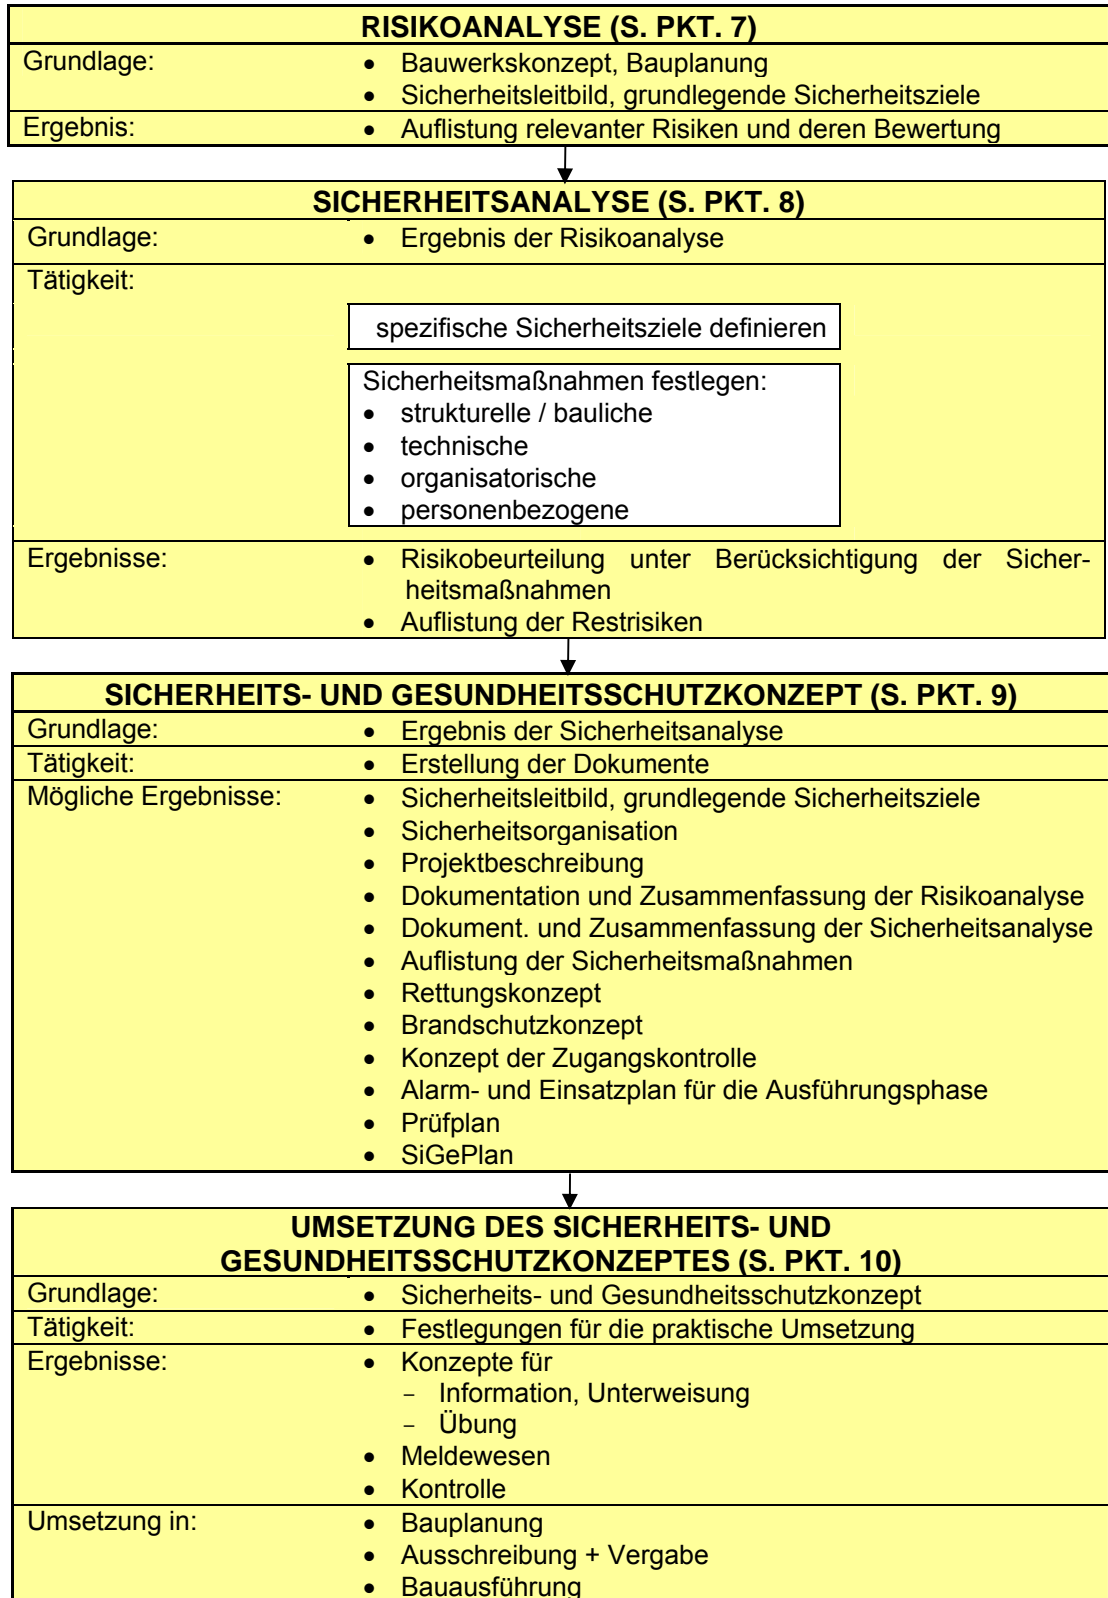 RISIKOANALYSE (S. PKT. 7)
Grundlage:
• Bauwerkskonzept, Bauplanung
• Sicherheitsleitbild, grundlegende Sicherheitsziele
Ergebnis:
• Auflistung relevanter Risiken und deren Bewertung
SICHERHEITSANALYSE (S. PKT. 8)
Grundlage:
• Ergebnis der Risikoanalyse
Tätigkeit:
spezifische Sicherheitsziele definieren
Sicherheitsmaßnahmen festlegen:
• strukturelle / bauliche
• technische
• organisatorische
• personenbezogene
Ergebnisse:
• Risikobeurteilung unter Berücksichtigung der Sicher-
heitsmaßnahmen
• Auflistung der Restrisiken
SICHERHEITS- UND GESUNDHEITSSCHUTZKONZEPT (S. PKT. 9)
Grundlage:
• Ergebnis der Sicherheitsanalyse
Tätigkeit:
• Erstellung der Dokumente
Mögliche Ergebnisse:
• Sicherheitsleitbild, grundlegende Sicherheitsziele
• Sicherheitsorganisation
• Projektbeschreibung
• Dokumentation und Zusammenfassung der Risikoanalyse
• Dokument. und Zusammenfassung der Sicherheitsanalyse
• Auflistung der Sicherheitsmaßnahmen
• Rettungskonzept
• Brandschutzkonzept
• Konzept der Zugangskontrolle
• Alarm- und Einsatzplan für die Ausführungsphase
• Prüfplan
• SiGePlan
UMSETZUNG DES SICHERHEITS- UND
GESUNDHEITSSCHUTZKONZEPTES (S. PKT. 10)
Grundlage:
• Sicherheits- und Gesundheitsschutzkonzept
Tätigkeit:
• Festlegungen für die praktische Umsetzung
Ergebnisse:
• Konzepte für
– Information, Unterweisung
– Übung
• Meldewesen
• Kontrolle
Umsetzung in:
• Bauplanung
• Ausschreibung + Vergabe
• Bauausführung